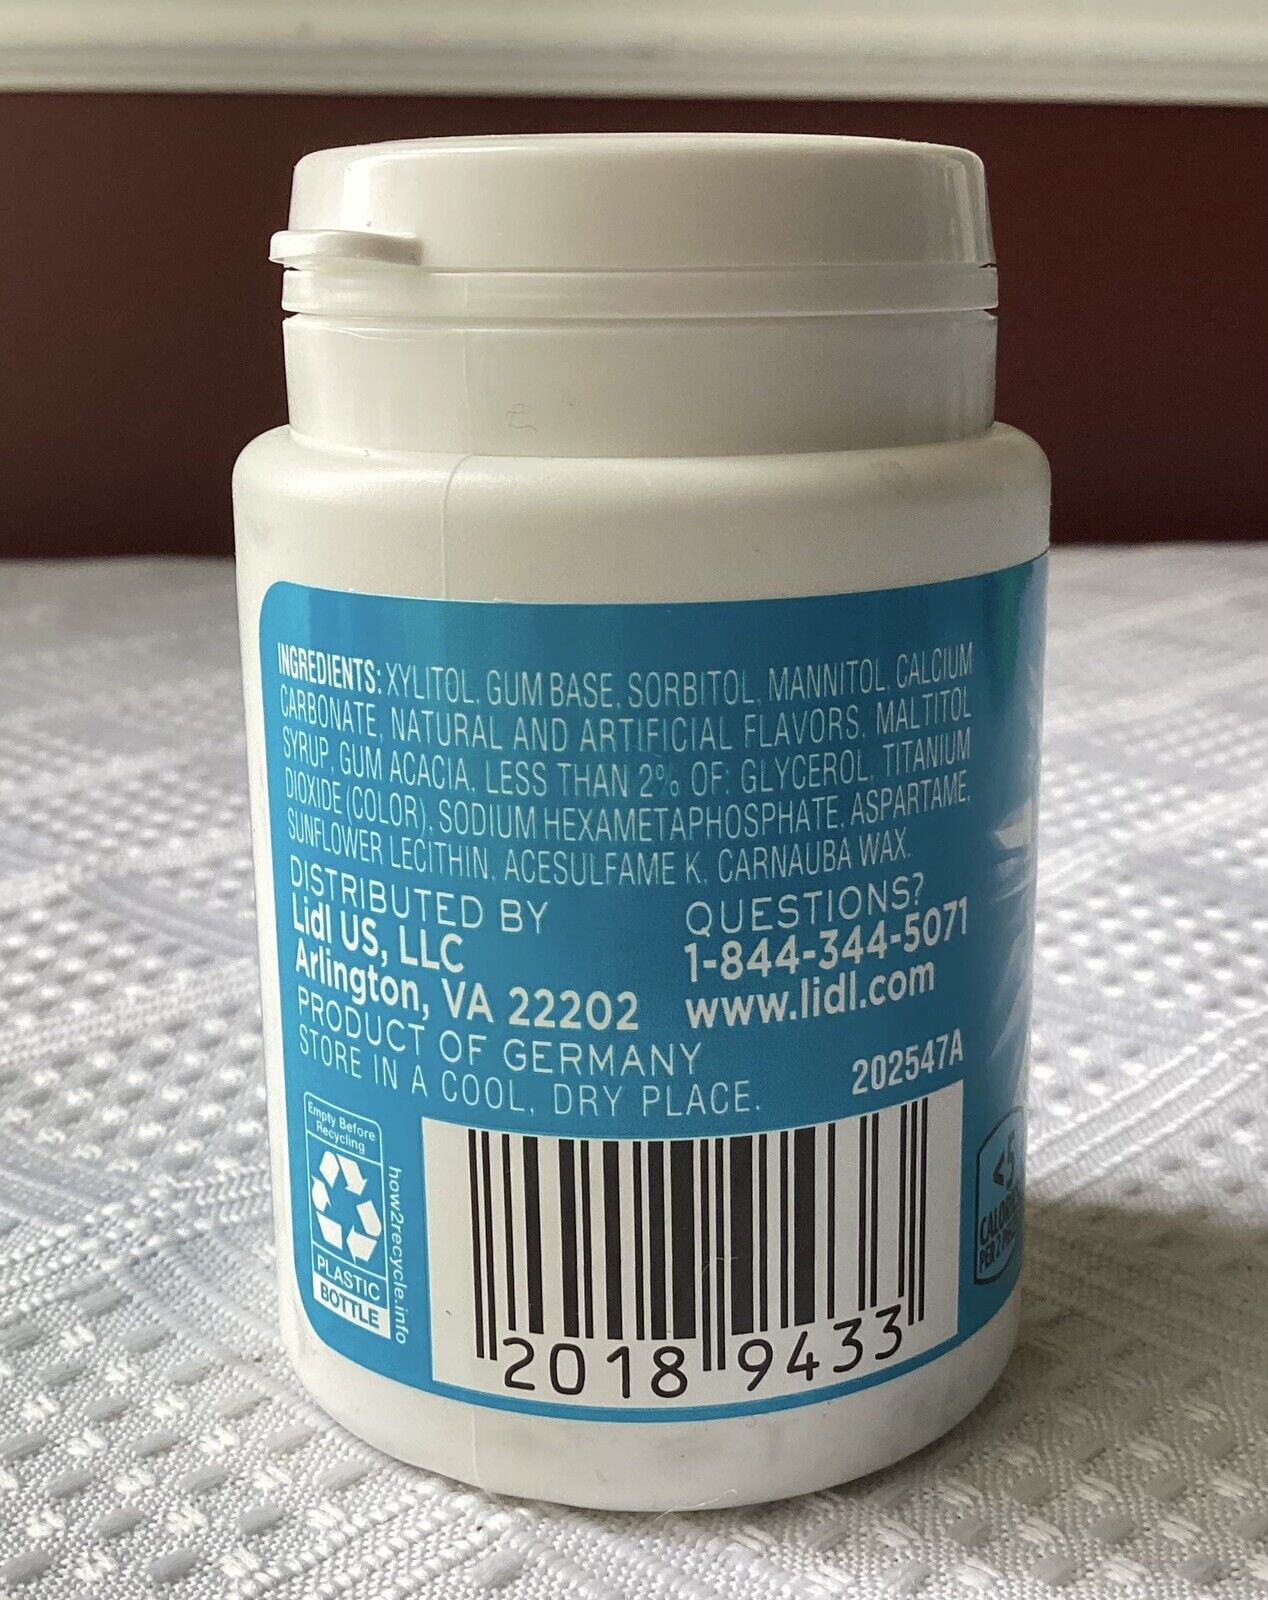 INGREDIENTS: XYLITOL, GUM BASE, SORBITOL, MANNITOL, CALCIUM
CARBONATE, NATURAL AND ARTIFICIAL FLAVORS, MALTITOL
SYRUP, GUM ACACIA, LESS THAN 2% OF: GLYCEROL, TITANIUM
DIOXIDE (COLOR), SODIUM HEXAMETAPHOSPHATE, ASPARTAME,
SUNFLOWER LECITHIN, ACESULFAME K, CARNAUBA WAX.
DISTRIBUTED BY
Lidl US, LLC
Arlington, VA 22202
PRODUCT OF GERMANY
STORE IN A COOL, DRY PLACE.
QUESTIONS?
1-844-344-5071
www.lidl.com
202547A
Empty Before
Recycling
PLASTIC
BOTTLE
how2recycle.info
2018 9433
<5
PER 2